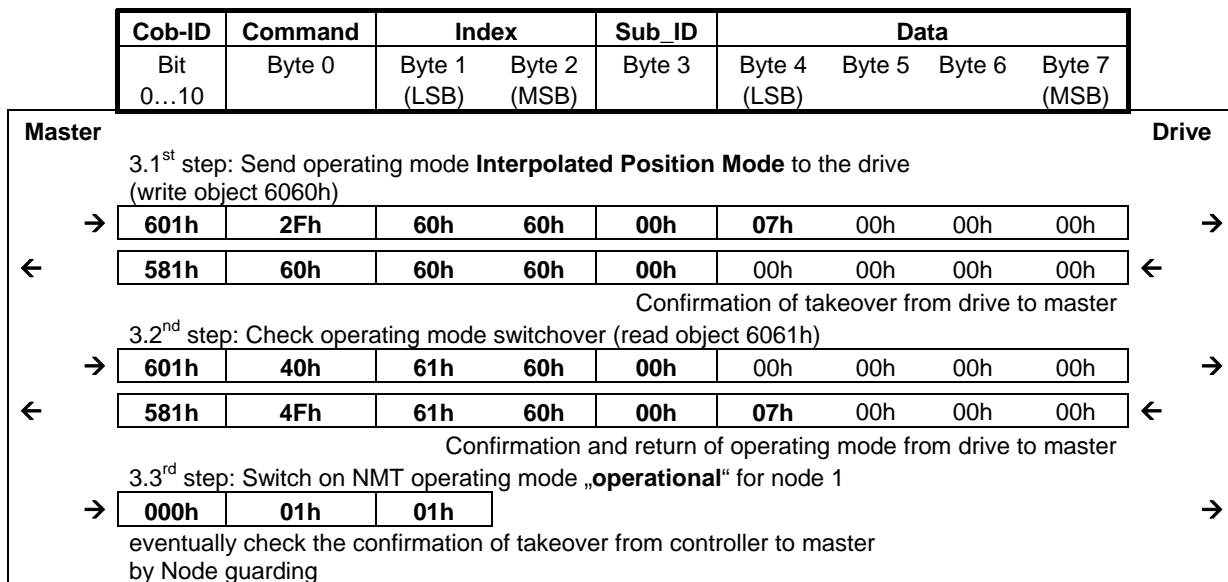 Cob-ID Command Index Sub_ID Data
Bit Byte 0 Byte 1 Byte 2 Byte 3 Byte 4 Byte 5 Byte 6 Byte 7
0…10 (LSB) (MSB) (LSB) (MSB)
Master Drive
3.1st step: Send operating mode Interpolated Position Mode to the drive
(write object 6060h)
→ 601h 2Fh 60h 60h 00h 07h 00h 00h 00h →
← 581h 60h 60h 60h 00h 00h 00h 00h 00h ←
Confirmation of takeover from drive to master
3.2nd step: Check operating mode switchover (read object 6061h)
→ 601h 40h 61h 60h 00h 00h 00h 00h 00h →
← 581h 4Fh 61h 60h 00h 07h 00h 00h 00h ←
Confirmation and return of operating mode from drive to master
3.3rd step: Switch on NMT operating mode „operational“ for node 1
→ 000h 01h 01h →
eventually check the confirmation of takeover from controller to master
by Node guarding